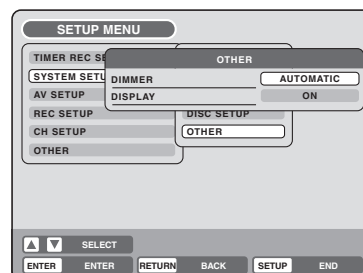 SETUP MENU
TIMER REC SE
OTHER
SYSTEM SETU
DIMMER
AUTOMATIC
AV SETUP
DISPLAY
ON
REC SETUP
DISC SETUP
CH SETUP
OTHER
OTHER
SELECT
ENTER ENTER RETURN BACK SETUP END